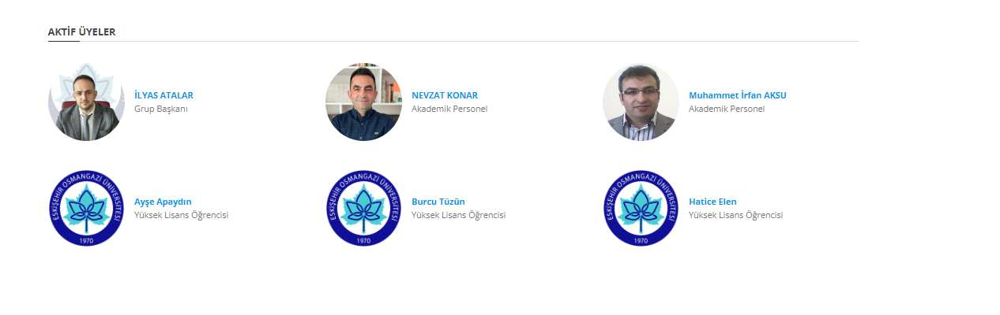 AKTİF ÜYELER
İLYAS ATALAR
Grup Başkanı
NEVZAT KONAR
Akademik Personel
Muhammet İrfan AKSU
Akademik Personel
ESKİŞEHİR OSMANGAZİ ÜNİVERSİTESİ
1970
Ayşe Apaydın
Yüksek Lisans Öğrencisi
ESKİŞEHİR OSMANGAZİ ÜNİVERSİTESİ
1970
Burcu Tüzün
Yüksek Lisans Öğrencisi
ESKİŞEHİR OSMANGAZİ ÜNİVERSİTESİ
1970
Hatice Elen
Yüksek Lisans Öğrencisi